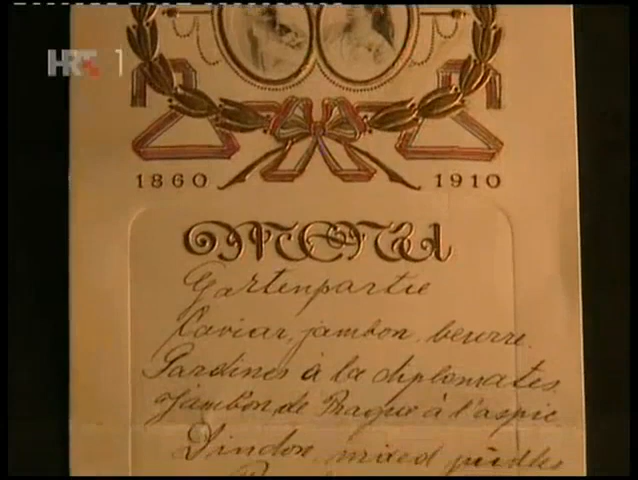 HRT 1
1860 1910
Menu
Gartenpartie
Caviar, jambon, beurre,
Sardines à la diplomates
Jambon de Prague à l'aspic
Dindon, mixed pickles